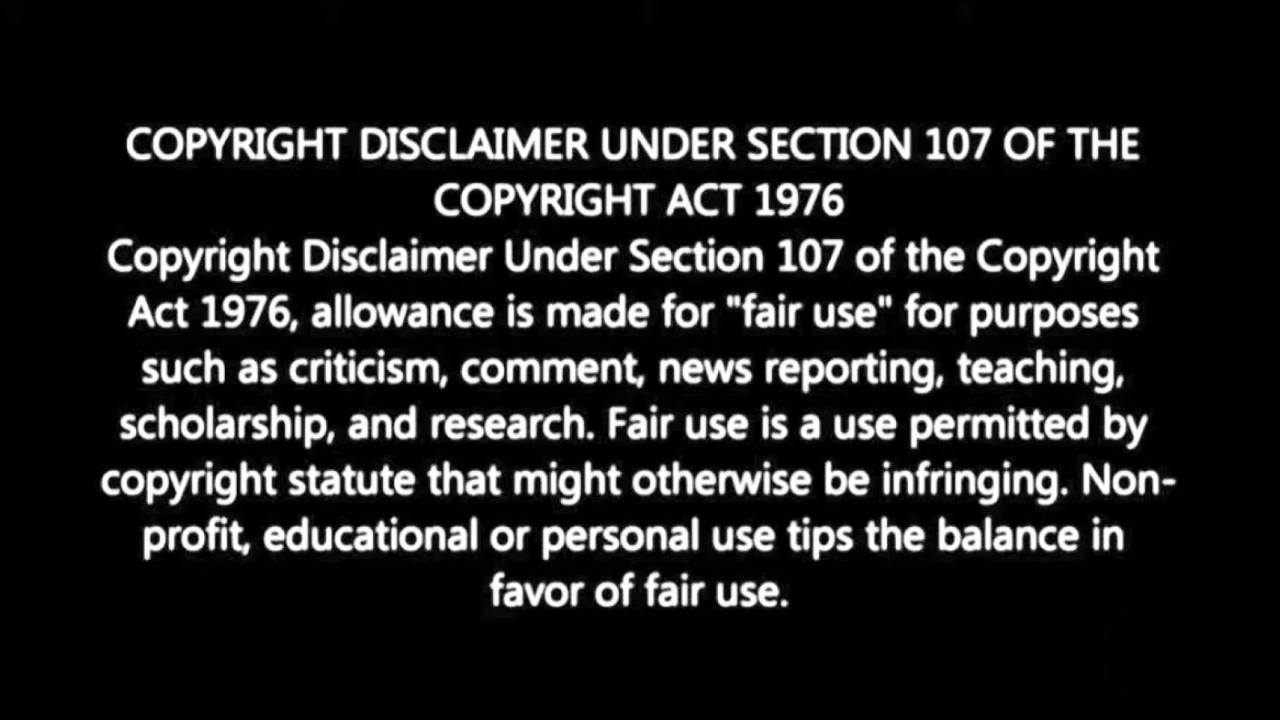 COPYRIGHT DISCLAIMER UNDER SECTION 107 OF THE
COPYRIGHT ACT 1976
Copyright Disclaimer Under Section 107 of the Copyright
Act 1976, allowance is made for "fair use" for purposes
such as criticism, comment, news reporting, teaching,
scholarship, and research. Fair use is a use permitted by
copyright statute that might otherwise be infringing. Non-
profit, educational or personal use tips the balance in
favor of fair use.